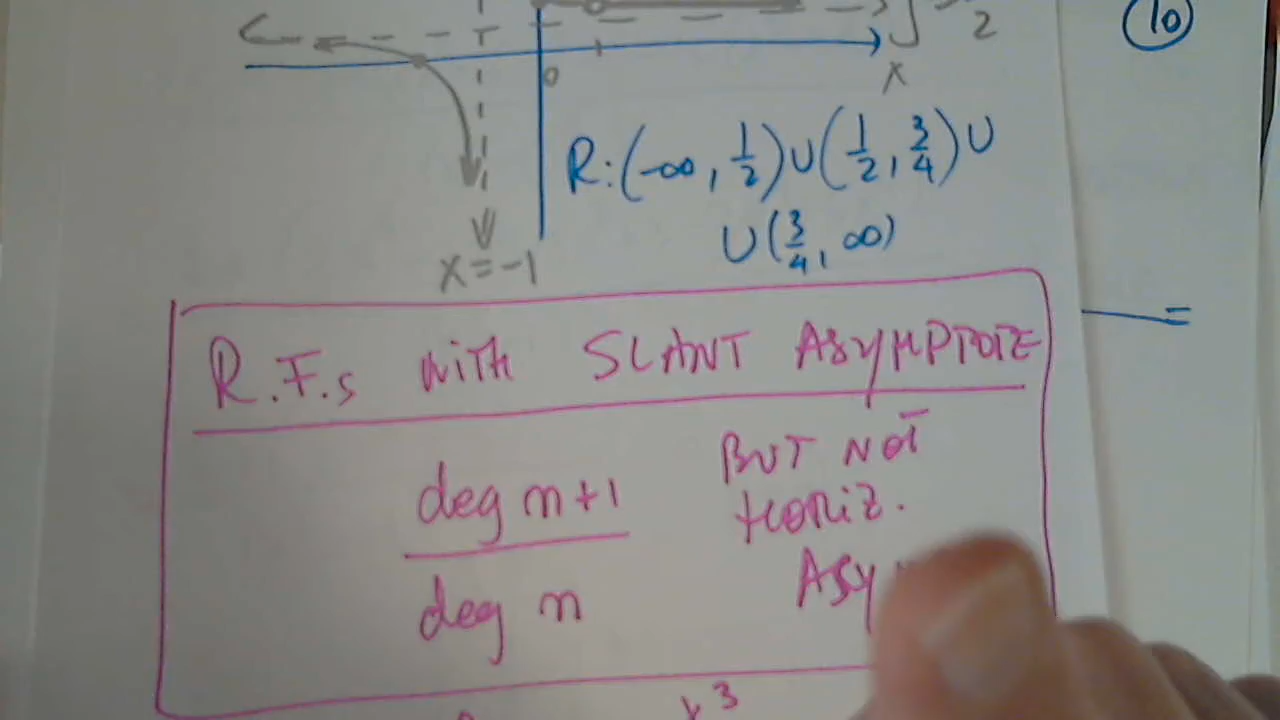 10
2
0
x
R: (-∞, 1/2) ∪ (1/2, 3/4) ∪
∪ (3/4, ∞)
x = -1
R.F.s with SLANT ASYMPTOTE
deg n+1
deg n
BUT NOT
HORIZ.
x^3